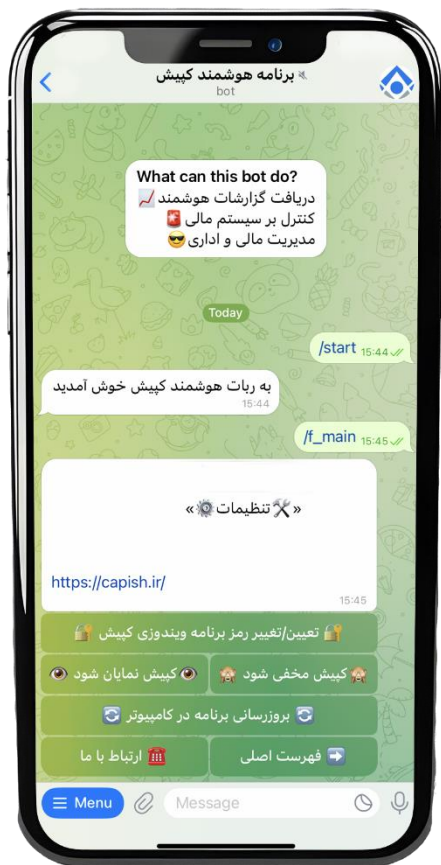 برنامه هوشمند کپیش
bot
What can this bot do?
دریافت گزارشات هوشمند📈
کنترل بر سیستم مالی🚨
مدیریت مالی و اداری😎
Today
/start 15:44
به ربات هوشمند کپیش خوش آمدید
15:44
/f_main 15:45
«🛠تنظیمات⚙️»
https://capish.ir/
15:45
🔐 تعیین/تغییر رمز برنامه ویندوزی کپیش 🔐
🙈 کپیش مخفی شود 🙈
👁 کپیش نمایان شود 👁
🔄 بروزرسانی برنامه در کامپیوتر 🔄
➡️ فهرست اصلی
☎️ ارتباط با ما
Menu
Message